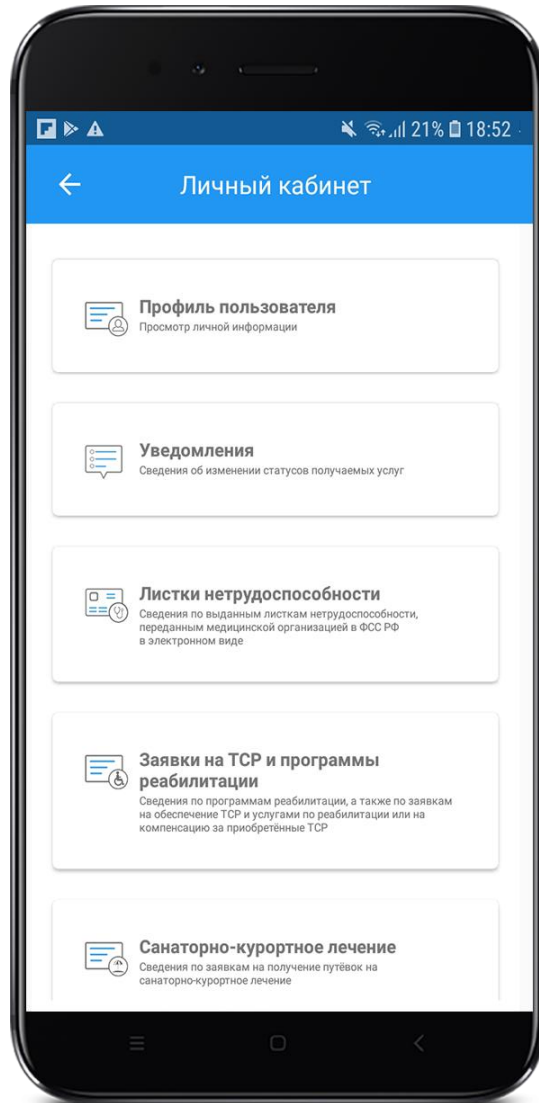 21% 18:52
Личный кабинет
Профиль пользователя
Просмотр личной информации
Уведомления
Сведения об изменении статусов получаемых услуг
Листки нетрудоспособности
Сведения по выданным листкам нетрудоспособности,
переданным медицинской организацией в ФСС РФ
в электронном виде
Заявки на ТСР и программы
реабилитации
Сведения по программам реабилитации, а также по заявкам
на обеспечение ТСР и услугами по реабилитации или на
компенсацию за приобретённые ТСР
Санаторно-курортное лечение
Сведения по заявкам на получение путёвок на
санаторно-курортное лечение